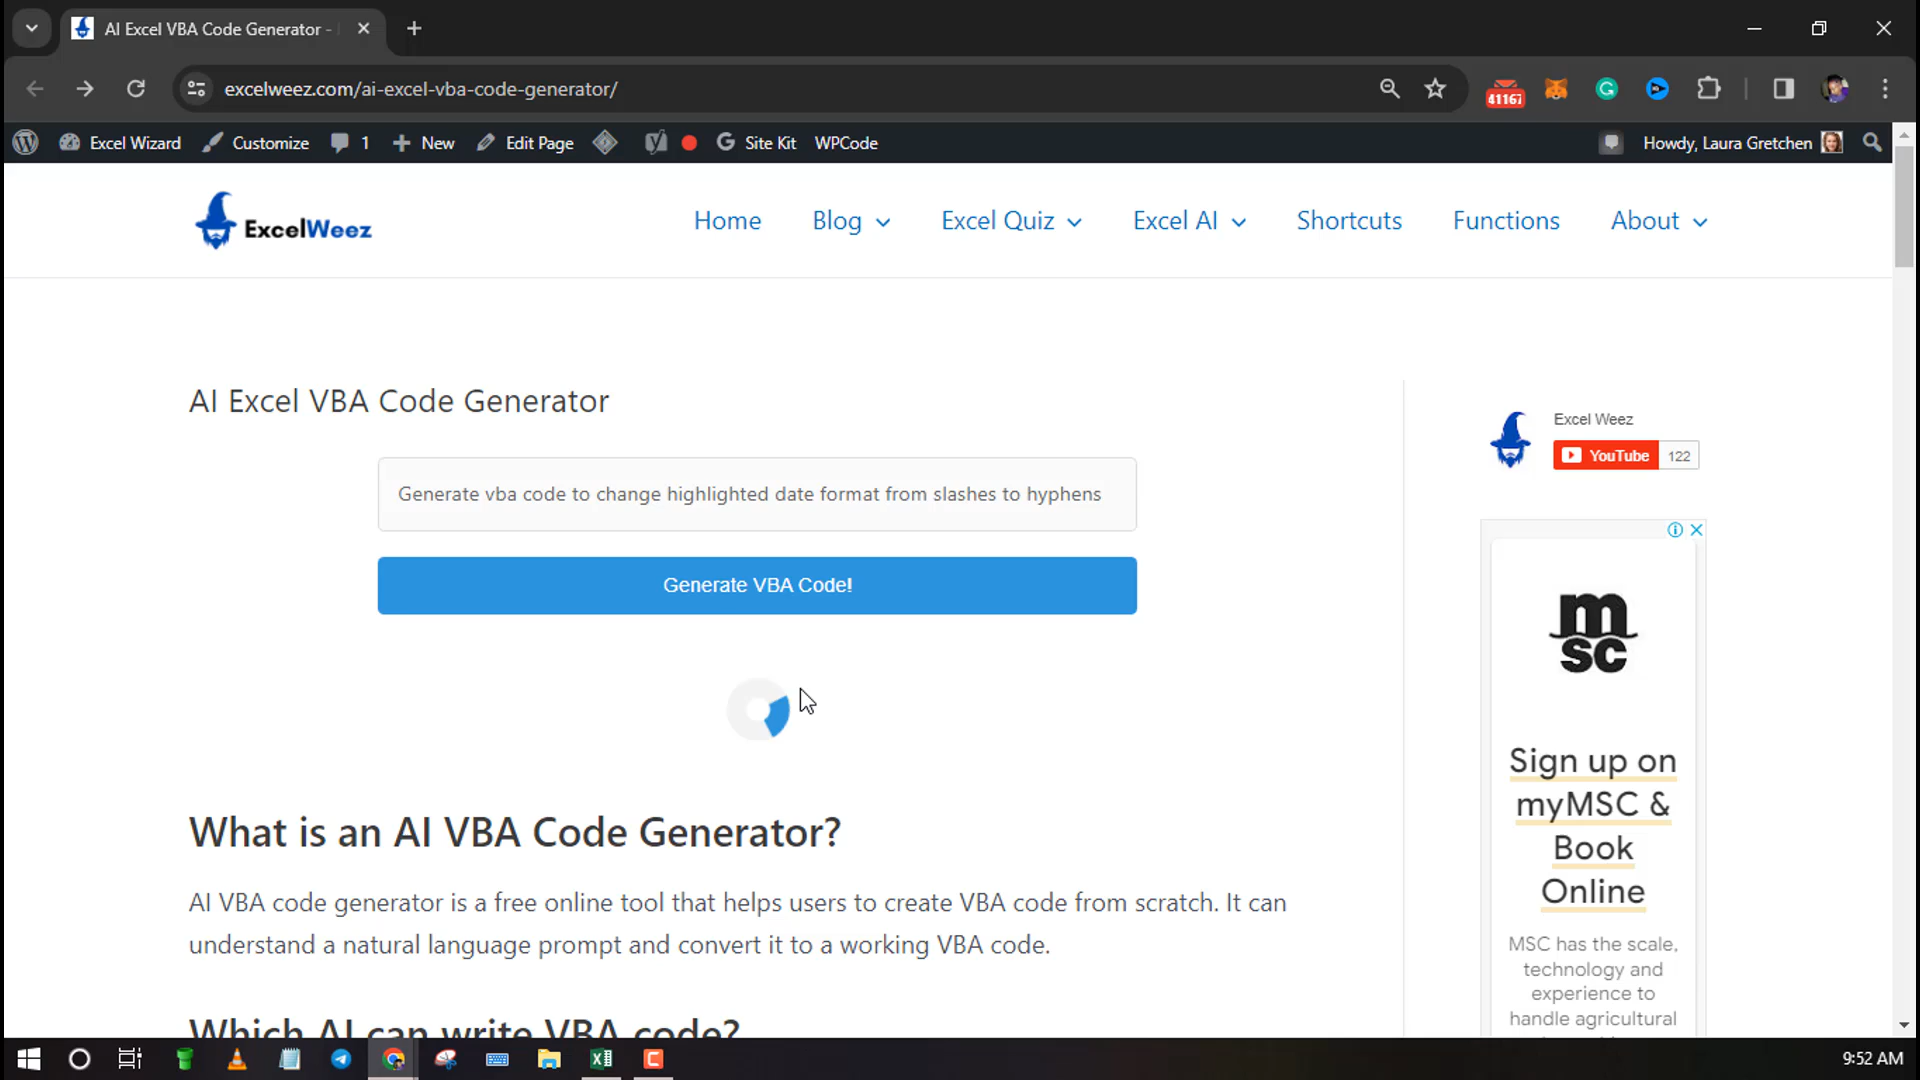 AI Excel VBA Code Generator -
excelweez.com/ai-excel-vba-code-generator/
41167
Excel Wizard
Customize
1
New
Edit Page
Site Kit
WPCode
Howdy, Laura Gretchen
ExcelWeez
Home
Blog
Excel Quiz
Excel AI
Shortcuts
Functions
About
AI Excel VBA Code Generator
Generate vba code to change highlighted date format from slashes to hyphens
Generate VBA Code!
What is an AI VBA Code Generator?
AI VBA code generator is a free online tool that helps users to create VBA code from scratch. It can
understand a natural language prompt and convert it to a working VBA code.
Which AI can write VBA code?
Excel Weez
YouTube
122
msc
Sign up on
myMSC &
Book
Online
MSC has the scale,
technology and
experience to
handle agricultural
9:52 AM